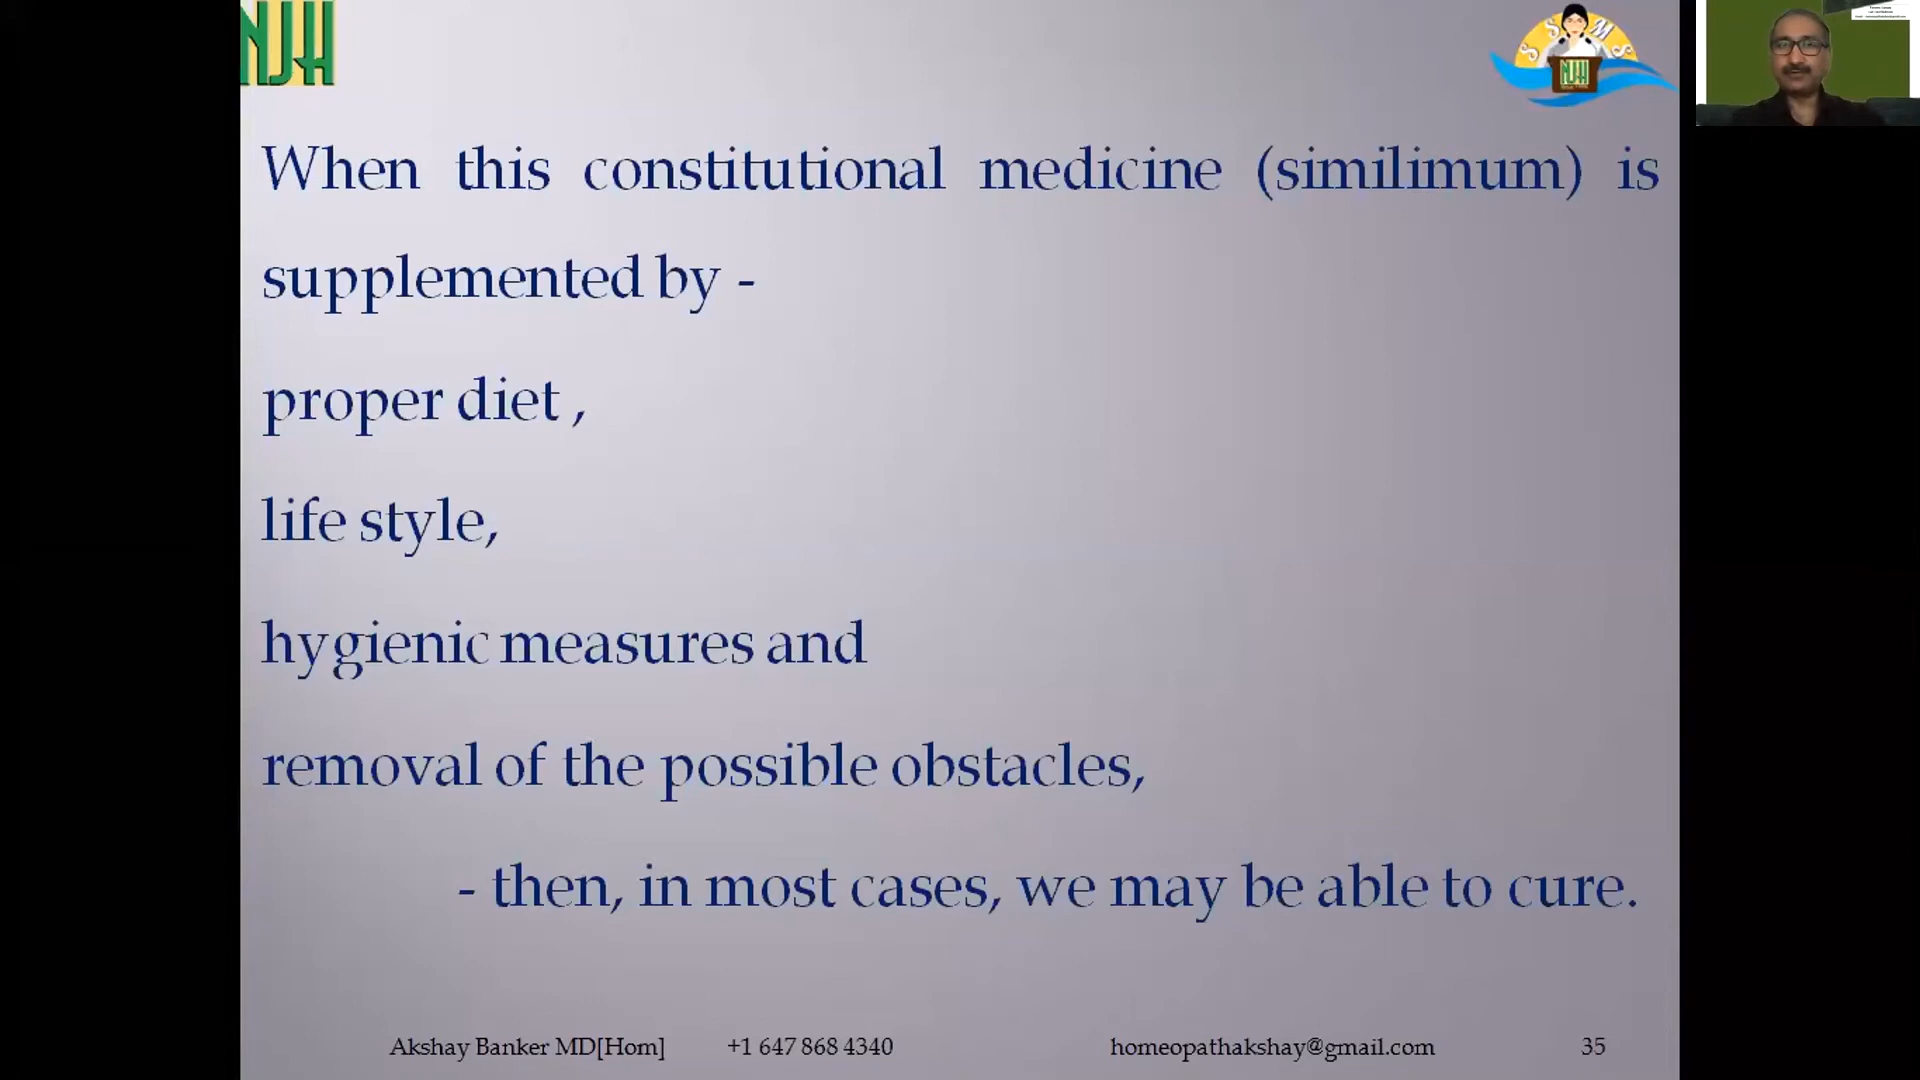 NJH
S S M S
NJH
When this constitutional medicine (similimum) is
supplemented by -
proper diet ,
life style,
hygienic measures and
removal of the possible obstacles,
- then, in most cases, we may be able to cure.
Akshay Banker MD[Hom] +1 647 868 4340 homeopathakshay@gmail.com 35